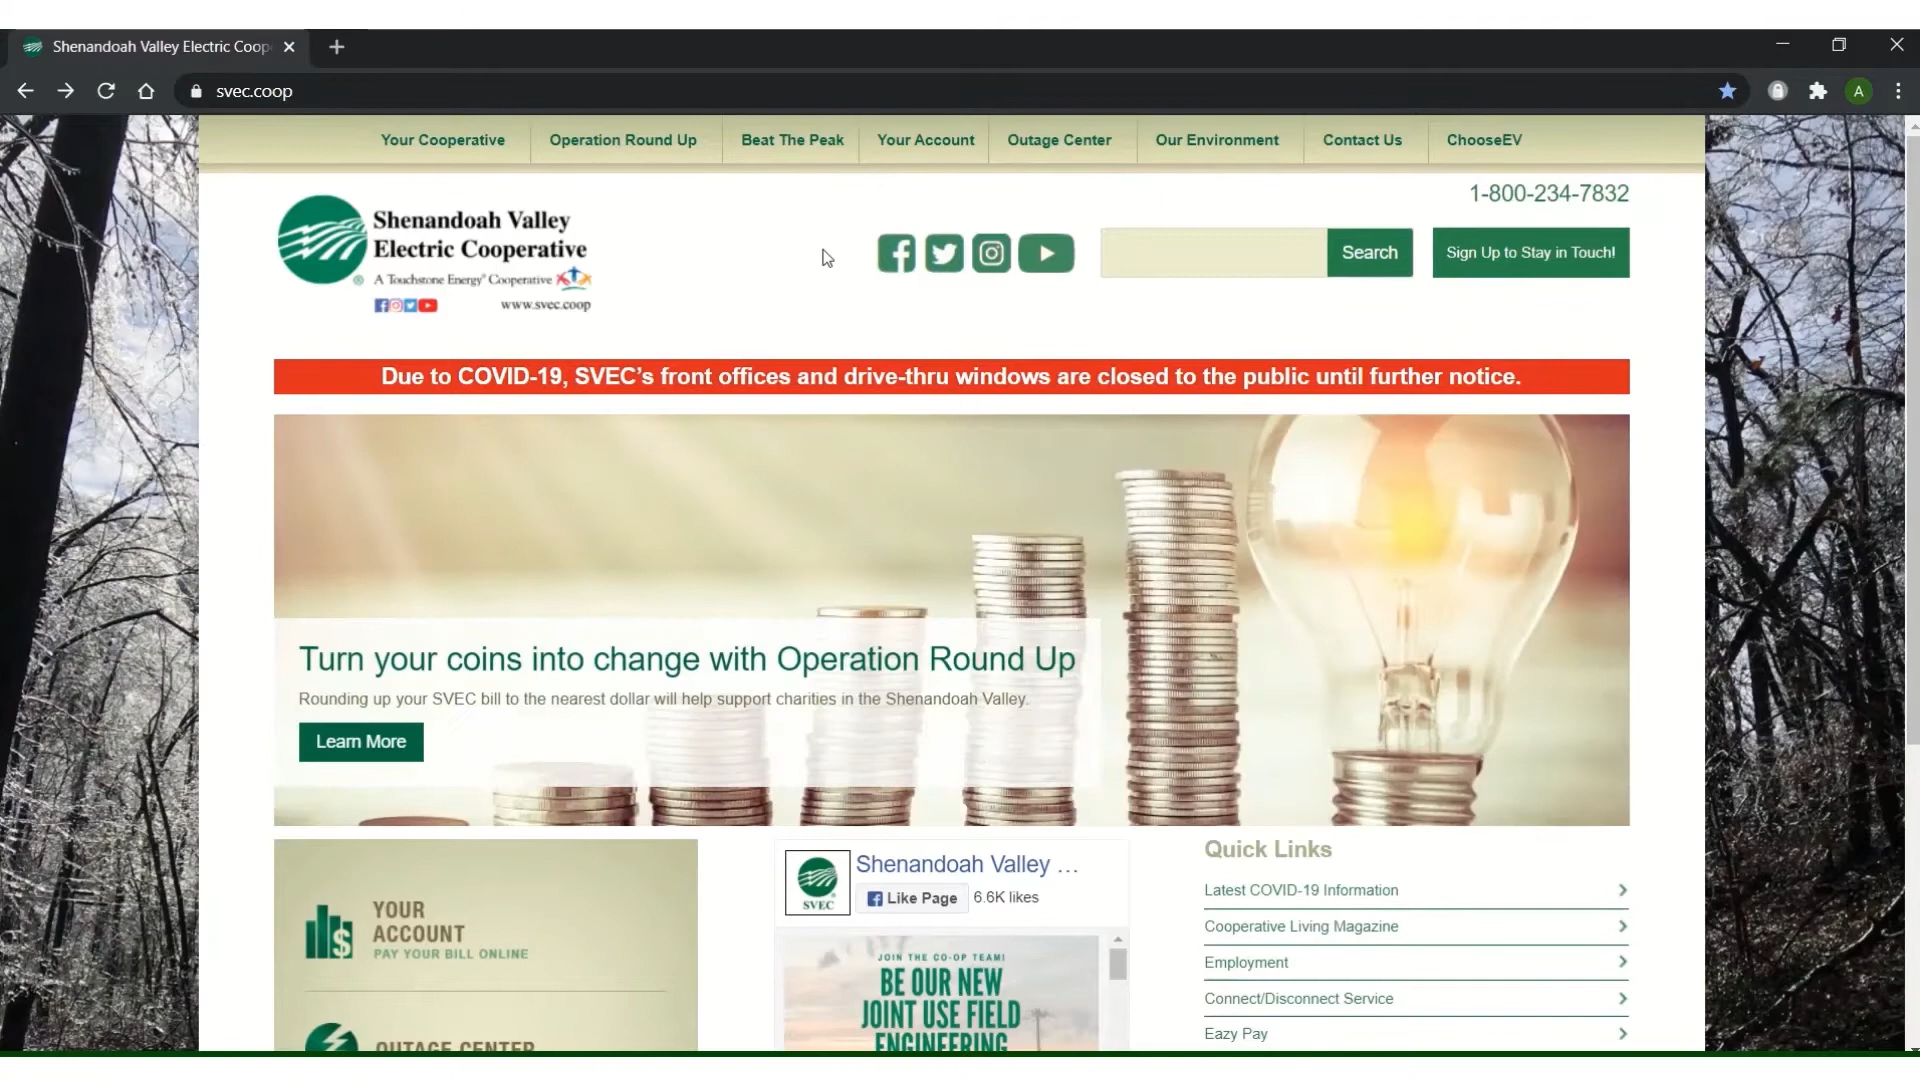 Shenandoah Valley Electric Coop
svec.coop
A
Your Cooperative
Operation Round Up
Beat The Peak
Your Account
Outage Center
Our Environment
Contact Us
ChooseEV
1-800-234-7832
Shenandoah Valley
Electric Cooperative
A Touchstone Energy® Cooperative
www.svec.coop
Search
Sign Up to Stay in Touch!
Due to COVID-19, SVEC’s front offices and drive-thru windows are closed to the public until further notice.
Turn your coins into change with Operation Round Up
Rounding up your SVEC bill to the nearest dollar will help support charities in the Shenandoah Valley.
Learn More
YOUR
ACCOUNT
PAY YOUR BILL ONLINE
OUTAGE CENTER
Shenandoah Valley ...
SVEC
Like Page
6.6K likes
JOIN THE CO-OP TEAM!
BE OUR NEW
JOINT USE FIELD
ENGINEERING
Quick Links
Latest COVID-19 Information
Cooperative Living Magazine
Employment
Connect/Disconnect Service
Eazy Pay